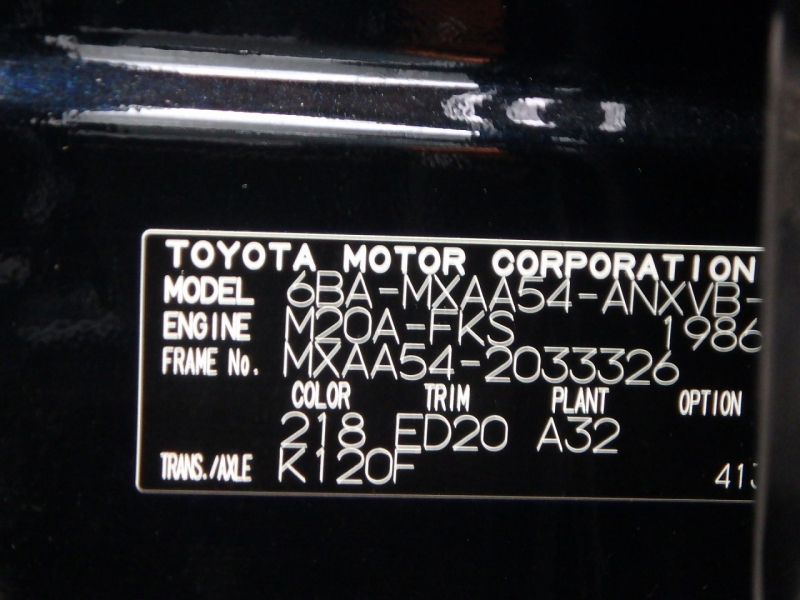 TOYOTA MOTOR CORPORATION
MODEL 6BA-MXAA54-ANXVB-
ENGINE M20A-FKS 1986
FRAME No. MXAA54-2033326
COLOR TRIM PLANT OPTION
218 ED20 A32
TRANS./AXLE K120F 413